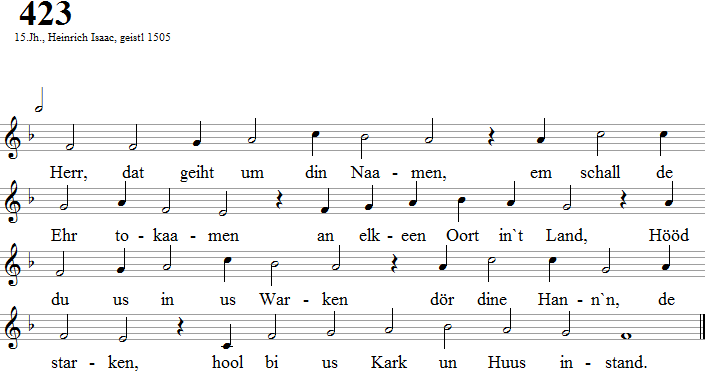 423
15.Jh., Heinrich Isaac, geistl 1505
Herr, dat geiht um din Naa - men, em schall de
Ehr to - kaa - men an elk - een Oort in`t Land, Hööd
du us in us War - ken dör dine Han - n`n, de
star - ken, hool bi us Kark un Huus in - stand.